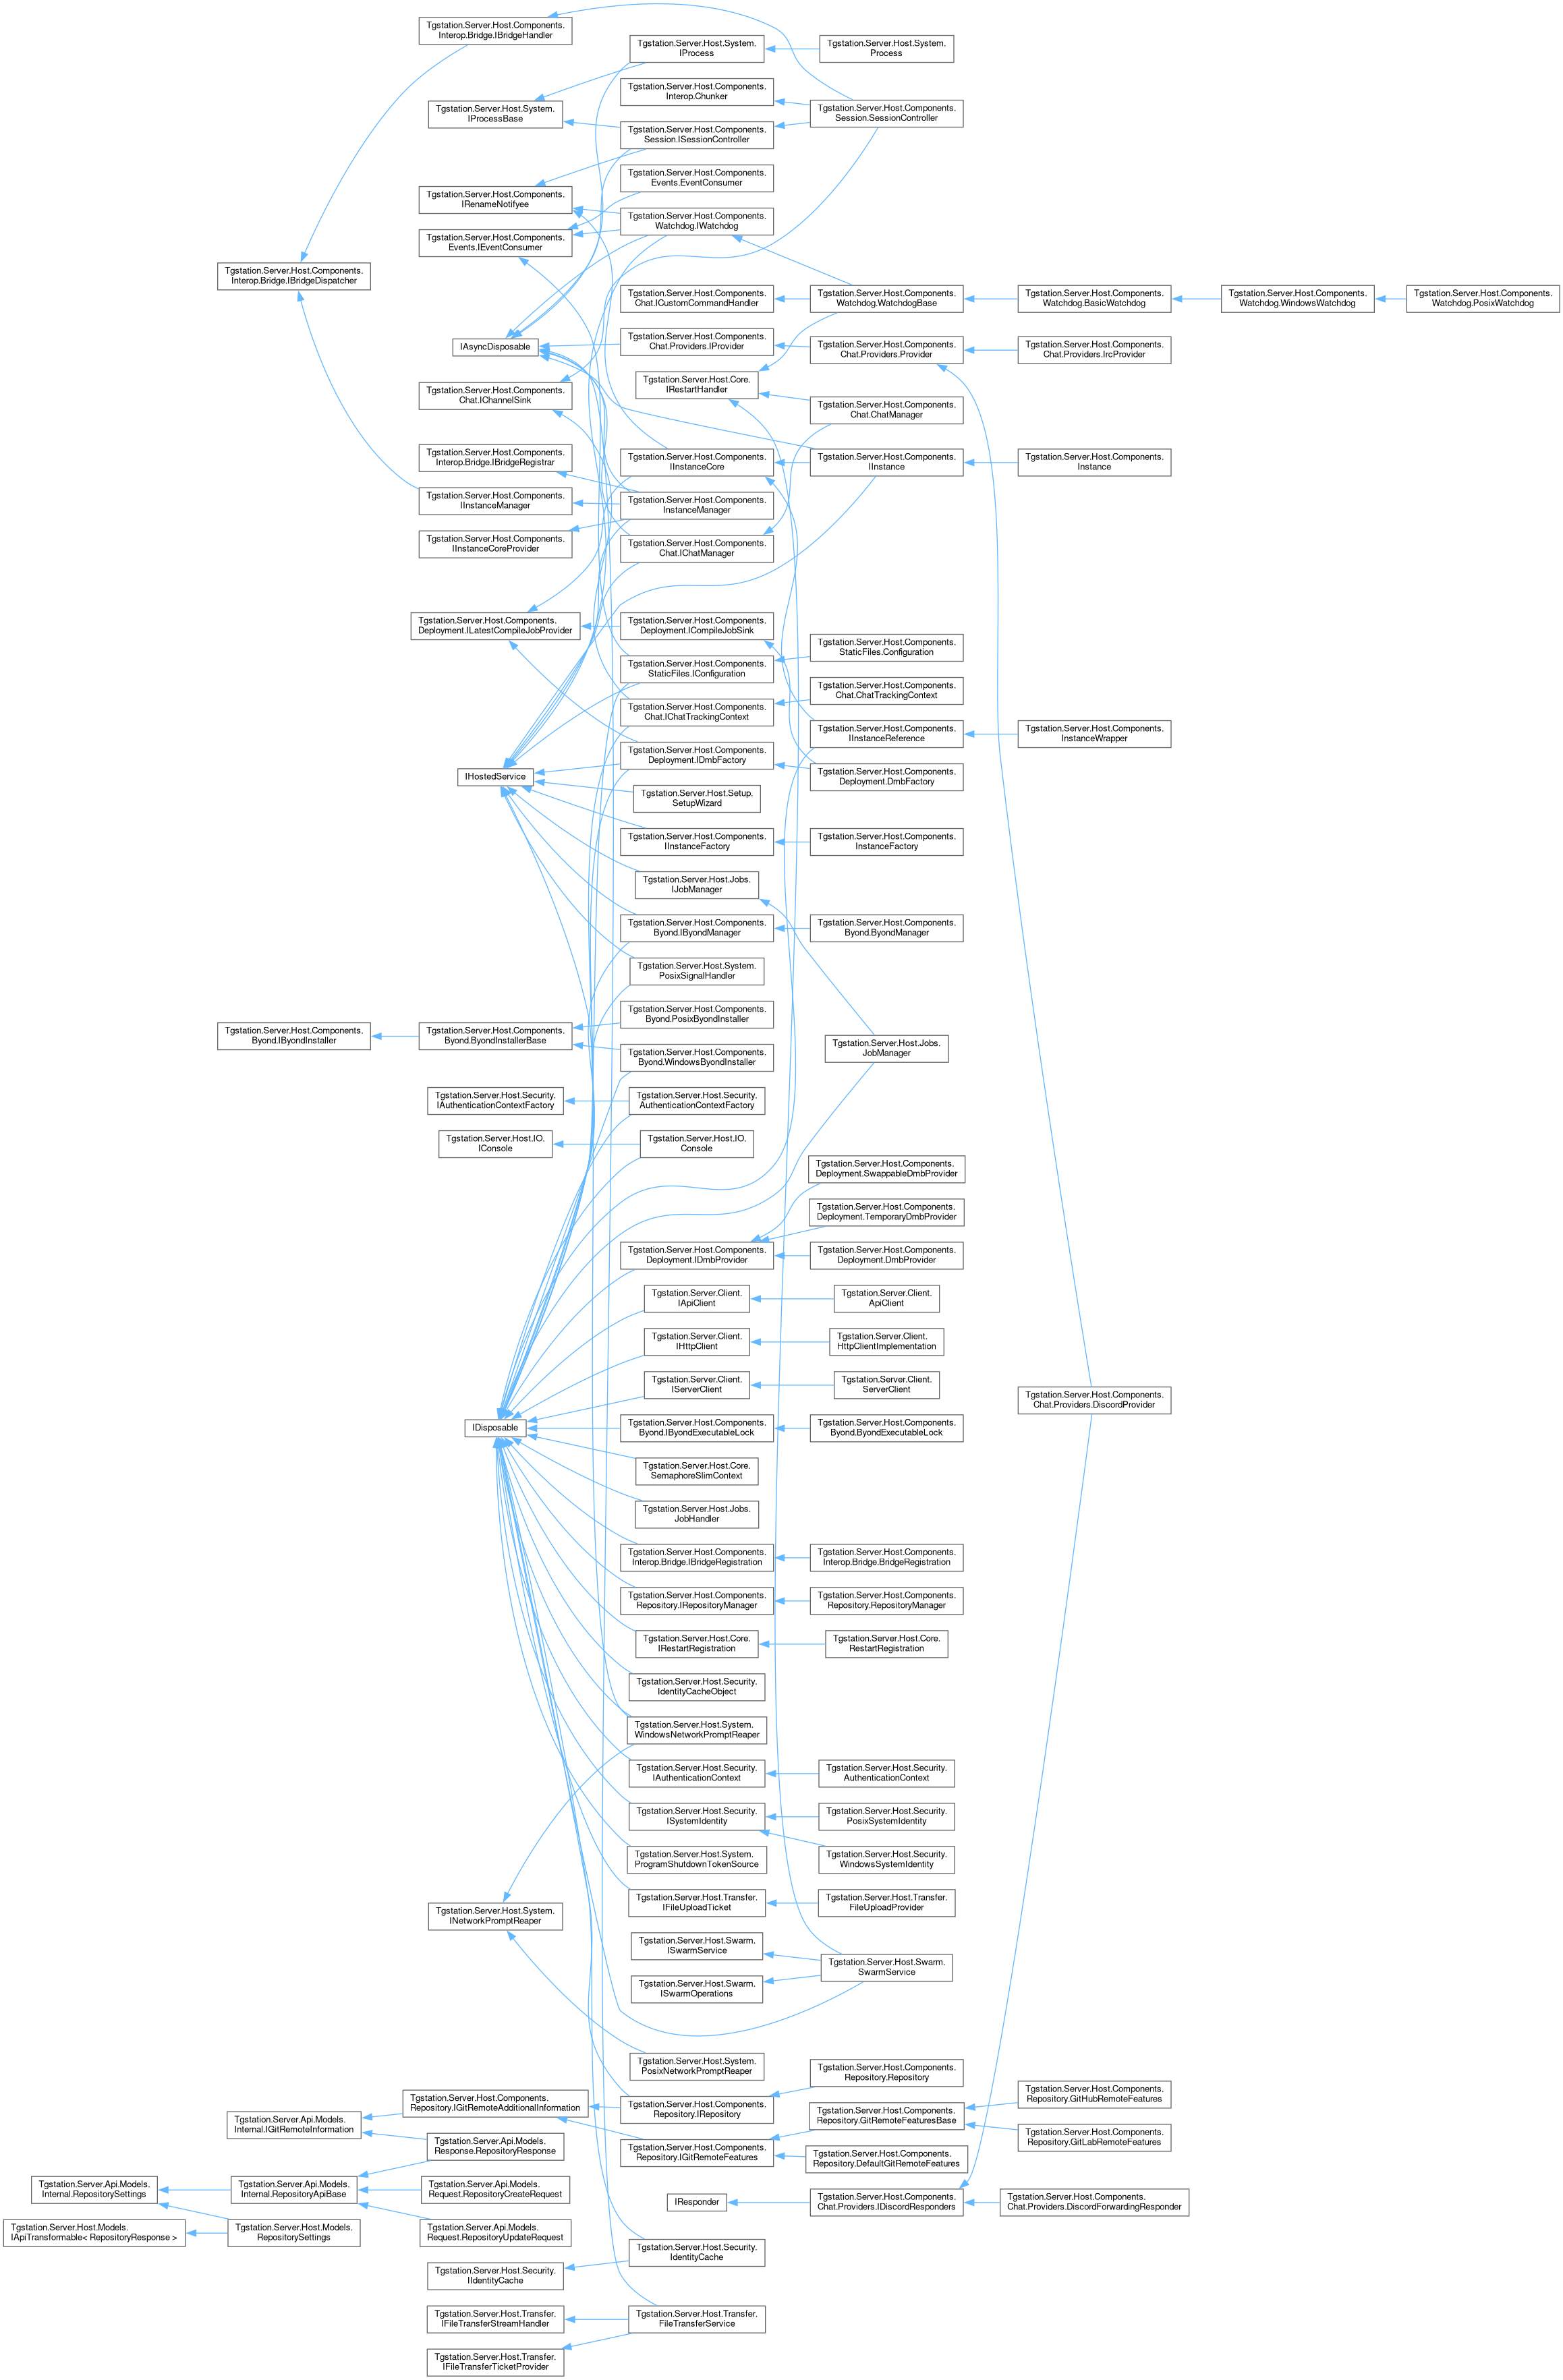 Tgstation.Server.Host.Components.
Interop.Bridge.IBridgeHandler
Tgstation.Server.Host.System.
IProcess
Tgstation.Server.Host.System.
Process
Tgstation.Server.Host.Components.
Interop.Chunker
Tgstation.Server.Host.System.
IProcessBase
Tgstation.Server.Host.Components.
Session.SessionController
Tgstation.Server.Host.Components.
Session.ISessionController
Tgstation.Server.Host.Components.
Events.EventConsumer
Tgstation.Server.Host.Components.
IRenameNotifyee
Tgstation.Server.Host.Components.
Watchdog.IWatchdog
Tgstation.Server.Host.Components.
Events.IEventConsumer
Tgstation.Server.Host.Components.
Interop.Bridge.IBridgeDispatcher
Tgstation.Server.Host.Components.
Chat.ICustomCommandHandler
Tgstation.Server.Host.Components.
Watchdog.WatchdogBase
Tgstation.Server.Host.Components.
Watchdog.BasicWatchdog
Tgstation.Server.Host.Components.
Watchdog.WindowsWatchdog
Tgstation.Server.Host.Components.
Watchdog.PosixWatchdog
IAsyncDisposable
Tgstation.Server.Host.Components.
Chat.Providers.IProvider
Tgstation.Server.Host.Components.
Chat.Providers.Provider
Tgstation.Server.Host.Components.
Chat.Providers.IrcProvider
Tgstation.Server.Host.Components.
Chat.IChannelSink
Tgstation.Server.Host.Core.
IRestartHandler
Tgstation.Server.Host.Components.
Chat.ChatManager
Tgstation.Server.Host.Components.
Interop.Bridge.IBridgeRegistrar
Tgstation.Server.Host.Components.
IInstanceCore
Tgstation.Server.Host.Components.
IInstance
Tgstation.Server.Host.Components.
Instance
Tgstation.Server.Host.Components.
IInstanceManager
Tgstation.Server.Host.Components.
InstanceManager
Tgstation.Server.Host.Components.
IInstanceCoreProvider
Tgstation.Server.Host.Components.
Chat.IChatManager
Tgstation.Server.Host.Components.
Deployment.ILatestCompileJobProvider
Tgstation.Server.Host.Components.
Deployment.ICompileJobSink
Tgstation.Server.Host.Components.
StaticFiles.Configuration
Tgstation.Server.Host.Components.
StaticFiles.IConfiguration
Tgstation.Server.Host.Components.
Chat.ChatTrackingContext
Tgstation.Server.Host.Components.
Chat.IChatTrackingContext
Tgstation.Server.Host.Components.
IInstanceReference
Tgstation.Server.Host.Components.
InstanceWrapper
Tgstation.Server.Host.Components.
Deployment.IDmbFactory
Tgstation.Server.Host.Components.
Deployment.DmbFactory
IHostedService
Tgstation.Server.Host.Setup.
SetupWizard
Tgstation.Server.Host.Components.
IInstanceFactory
Tgstation.Server.Host.Components.
InstanceFactory
Tgstation.Server.Host.Jobs.
IJobManager
Tgstation.Server.Host.Components.
Byond.IByondManager
Tgstation.Server.Host.Components.
Byond.ByondManager
Tgstation.Server.Host.System.
PosixSignalHandler
Tgstation.Server.Host.Components.
Byond.IByondInstaller
Tgstation.Server.Host.Components.
Byond.ByondInstallerBase
Tgstation.Server.Host.Components.
Byond.PosixByondInstaller
Tgstation.Server.Host.Jobs.
JobManager
Tgstation.Server.Host.Components.
Byond.WindowsByondInstaller
Tgstation.Server.Host.Security.
IAuthenticationContextFactory
Tgstation.Server.Host.Security.
AuthenticationContextFactory
Tgstation.Server.Host.IO.
IConsole
Tgstation.Server.Host.IO.
Console
Tgstation.Server.Host.Components.
Deployment.SwappableDmbProvider
Tgstation.Server.Host.Components.
Deployment.TemporaryDmbProvider
Tgstation.Server.Host.Components.
Deployment.IDmbProvider
Tgstation.Server.Host.Components.
Deployment.DmbProvider
Tgstation.Server.Client.
IApiClient
Tgstation.Server.Client.
ApiClient
Tgstation.Server.Client.
IHttpClient
Tgstation.Server.Client.
HttpClientImplementation
Tgstation.Server.Client.
IServerClient
Tgstation.Server.Client.
ServerClient
Tgstation.Server.Host.Components.
Chat.Providers.DiscordProvider
IDisposable
Tgstation.Server.Host.Components.
Byond.IByondExecutableLock
Tgstation.Server.Host.Components.
Byond.ByondExecutableLock
Tgstation.Server.Host.Core.
SemaphoreSlimContext
Tgstation.Server.Host.Jobs.
JobHandler
Tgstation.Server.Host.Components.
Interop.Bridge.IBridgeRegistration
Tgstation.Server.Host.Components.
Interop.Bridge.BridgeRegistration
Tgstation.Server.Host.Components.
Repository.IRepositoryManager
Tgstation.Server.Host.Components.
Repository.RepositoryManager
Tgstation.Server.Host.Core.
IRestartRegistration
Tgstation.Server.Host.Core.
RestartRegistration
Tgstation.Server.Host.Security.
IdentityCacheObject
Tgstation.Server.Host.System.
WindowsNetworkPromptReaper
Tgstation.Server.Host.Security.
IAuthenticationContext
Tgstation.Server.Host.Security.
AuthenticationContext
Tgstation.Server.Host.Security.
ISystemIdentity
Tgstation.Server.Host.Security.
PosixSystemIdentity
Tgstation.Server.Host.System.
ProgramShutdownTokenSource
Tgstation.Server.Host.Security.
WindowsSystemIdentity
Tgstation.Server.Host.System.
INetworkPromptReaper
Tgstation.Server.Host.Transfer.
IFileUploadTicket
Tgstation.Server.Host.Transfer.
FileUploadProvider
Tgstation.Server.Host.Swarm.
ISwarmService
Tgstation.Server.Host.Swarm.
SwarmService
Tgstation.Server.Host.Swarm.
ISwarmOperations
Tgstation.Server.Host.System.
PosixNetworkPromptReaper
Tgstation.Server.Host.Components.
Repository.Repository
Tgstation.Server.Host.Components.
Repository.IGitRemoteAdditionalInformation
Tgstation.Server.Host.Components.
Repository.IRepository
Tgstation.Server.Host.Components.
Repository.GitRemoteFeaturesBase
Tgstation.Server.Host.Components.
Repository.GitHubRemoteFeatures
Tgstation.Server.Api.Models.
Internal.IGitRemoteInformation
Tgstation.Server.Host.Components.
Repository.GitLabRemoteFeatures
Tgstation.Server.Api.Models.
Response.RepositoryResponse
Tgstation.Server.Host.Components.
Repository.IGitRemoteFeatures
Tgstation.Server.Host.Components.
Repository.DefaultGitRemoteFeatures
Tgstation.Server.Api.Models.
Internal.RepositorySettings
Tgstation.Server.Api.Models.
Internal.RepositoryApiBase
Tgstation.Server.Api.Models.
Request.RepositoryCreateRequest
IResponder
Tgstation.Server.Host.Components.
Chat.Providers.IDiscordResponders
Tgstation.Server.Host.Components.
Chat.Providers.DiscordForwardingResponder
Tgstation.Server.Host.Models.
IApiTransformable< RepositoryResponse >
Tgstation.Server.Host.Models.
RepositorySettings
Tgstation.Server.Api.Models.
Request.RepositoryUpdateRequest
Tgstation.Server.Host.Security.
IdentityCache
Tgstation.Server.Host.Security.
IIdentityCache
Tgstation.Server.Host.Transfer.
IFileTransferStreamHandler
Tgstation.Server.Host.Transfer.
FileTransferService
Tgstation.Server.Host.Transfer.
IFileTransferTicketProvider